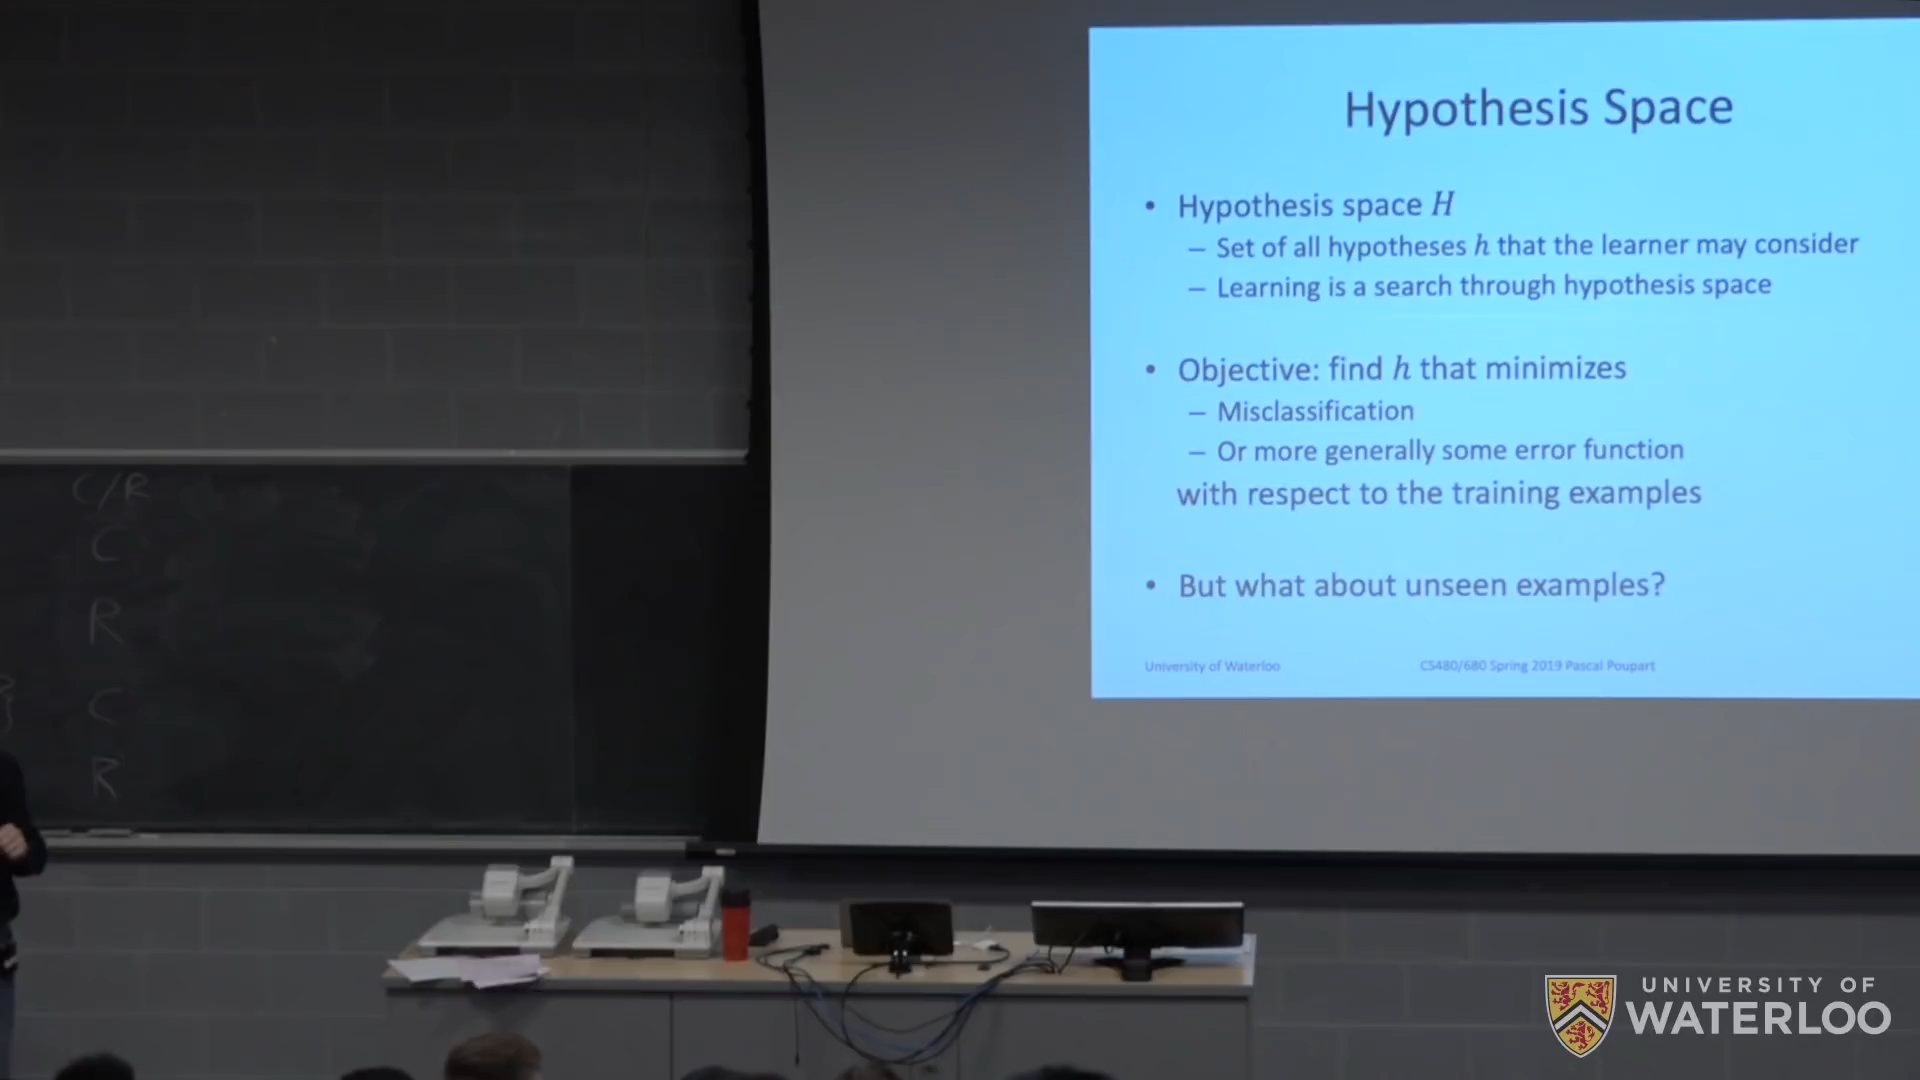 C/R
C
R
C
R
Hypothesis Space
• Hypothesis space H
– Set of all hypotheses h that the learner may consider
– Learning is a search through hypothesis space
• Objective: find h that minimizes
– Misclassification
– Or more generally some error function
with respect to the training examples
• But what about unseen examples?
University of Waterloo
CS480/680 Spring 2019 Pascal Poupart
UNIVERSITY OF
WATERLOO